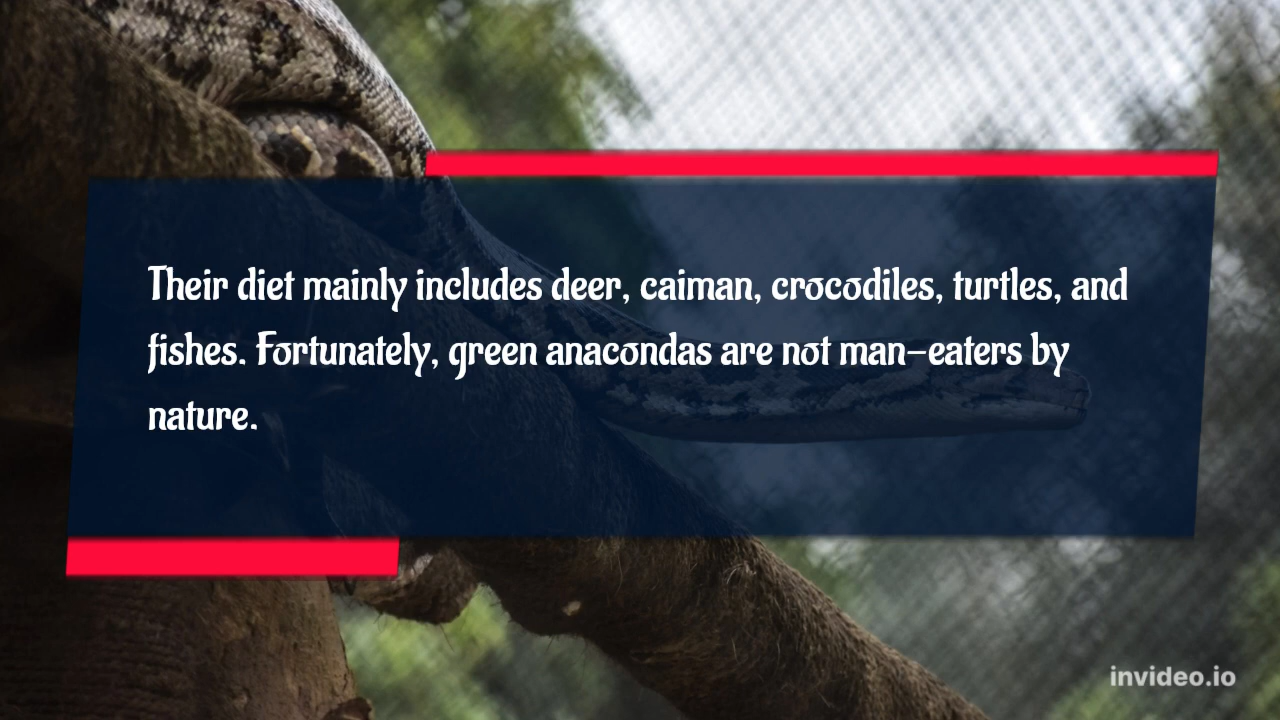 Their diet mainly includes deer, caiman, crocodiles, turtles, and
fishes. Fortunately, green anacondas are not man-eaters by
nature.
invideo.io